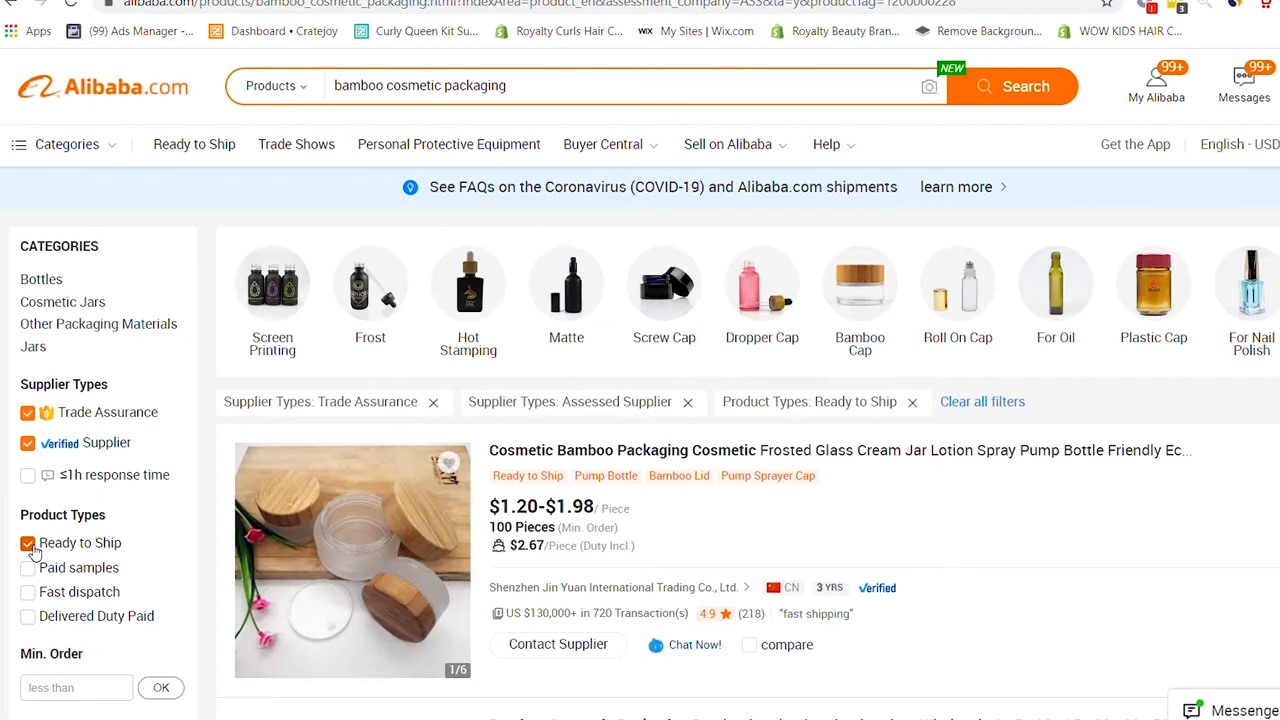 alibaba.com/products/bamboo_cosmetic_packaging.html?IndexArea=product_en&assessment_company=ASS&ta=y&productTag=1200000228
Apps (99) Ads Manager -... Dashboard • Cratejoy Curly Queen Kit Su... Royalty Curls Hair C... WIX My Sites | Wix.com Royalty Beauty Bran... Remove Backgroun... WOW KIDS HAIR C...
Alibaba.com Products bamboo cosmetic packaging NEW Search 99+ My Alibaba 99+ Messages
Categories Ready to Ship Trade Shows Personal Protective Equipment Buyer Central Sell on Alibaba Help Get the App English - USD
See FAQs on the Coronavirus (COVID-19) and Alibaba.com shipments learn more
CATEGORIES
Bottles
Cosmetic Jars
Other Packaging Materials
Jars
Supplier Types
Trade Assurance
Verified Supplier
≤1h response time
Product Types
Ready to Ship
Paid samples
Fast dispatch
Delivered Duty Paid
Min. Order
less than OK
Screen Printing
Frost
Hot Stamping
Matte
Screw Cap
Dropper Cap
Bamboo Cap
Roll On Cap
For Oil
Plastic Cap
For Nail Polish
Supplier Types: Trade Assurance Supplier Types: Assessed Supplier Product Types: Ready to Ship Clear all filters
Cosmetic Bamboo Packaging Cosmetic Frosted Glass Cream Jar Lotion Spray Pump Bottle Friendly Ec...
Ready to Ship Pump Bottle Bamboo Lid Pump Sprayer Cap
$1.20-$1.98 / Piece
100 Pieces (Min. Order)
$2.67/Piece (Duty Incl.)
Shenzhen Jin Yuan International Trading Co., Ltd. CN 3 YRS Verified
US $130,000+ in 720 Transaction(s) 4.9 (218) "fast shipping"
Contact Supplier Chat Now! compare
1/6
Messenge